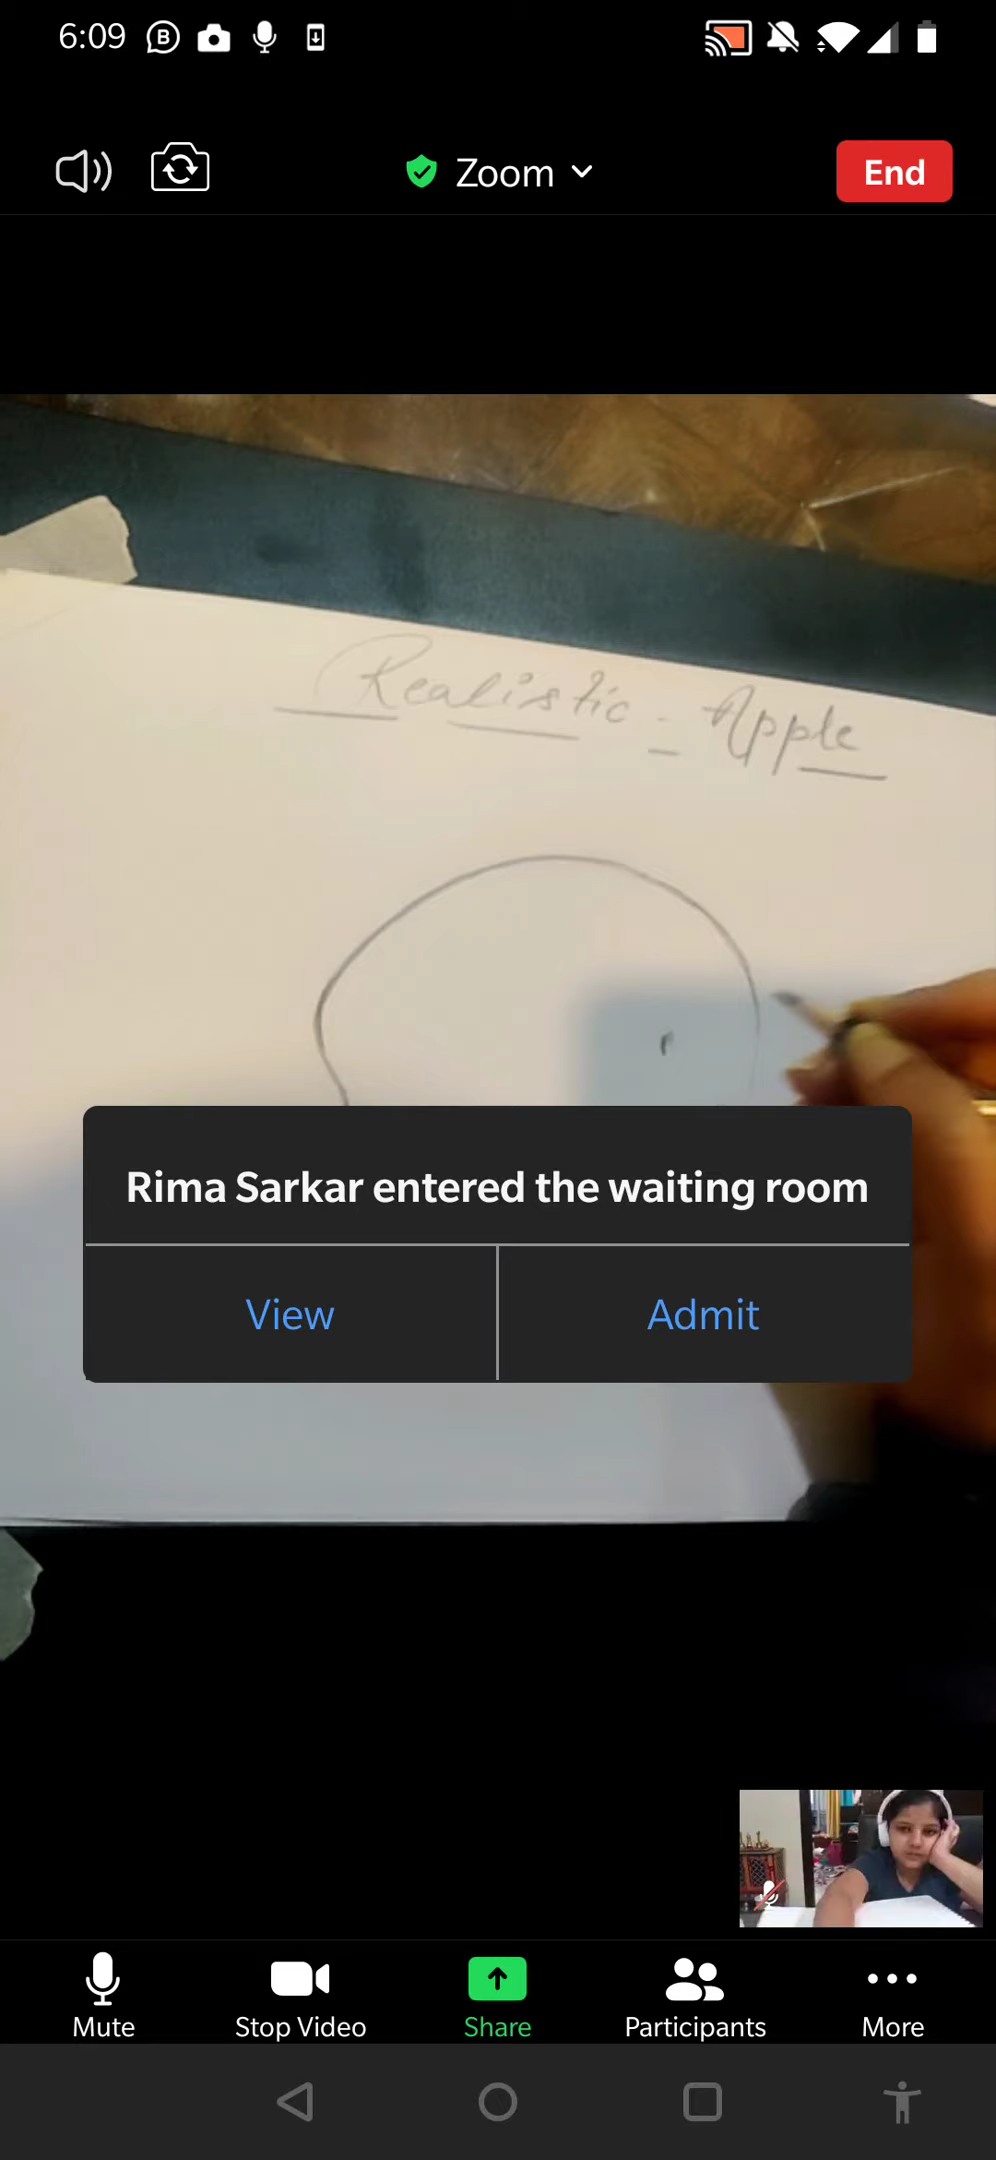 6:09
Zoom
End
Realistic - Apple
Rima Sarkar entered the waiting room
View Admit
Mute Stop Video Share Participants More